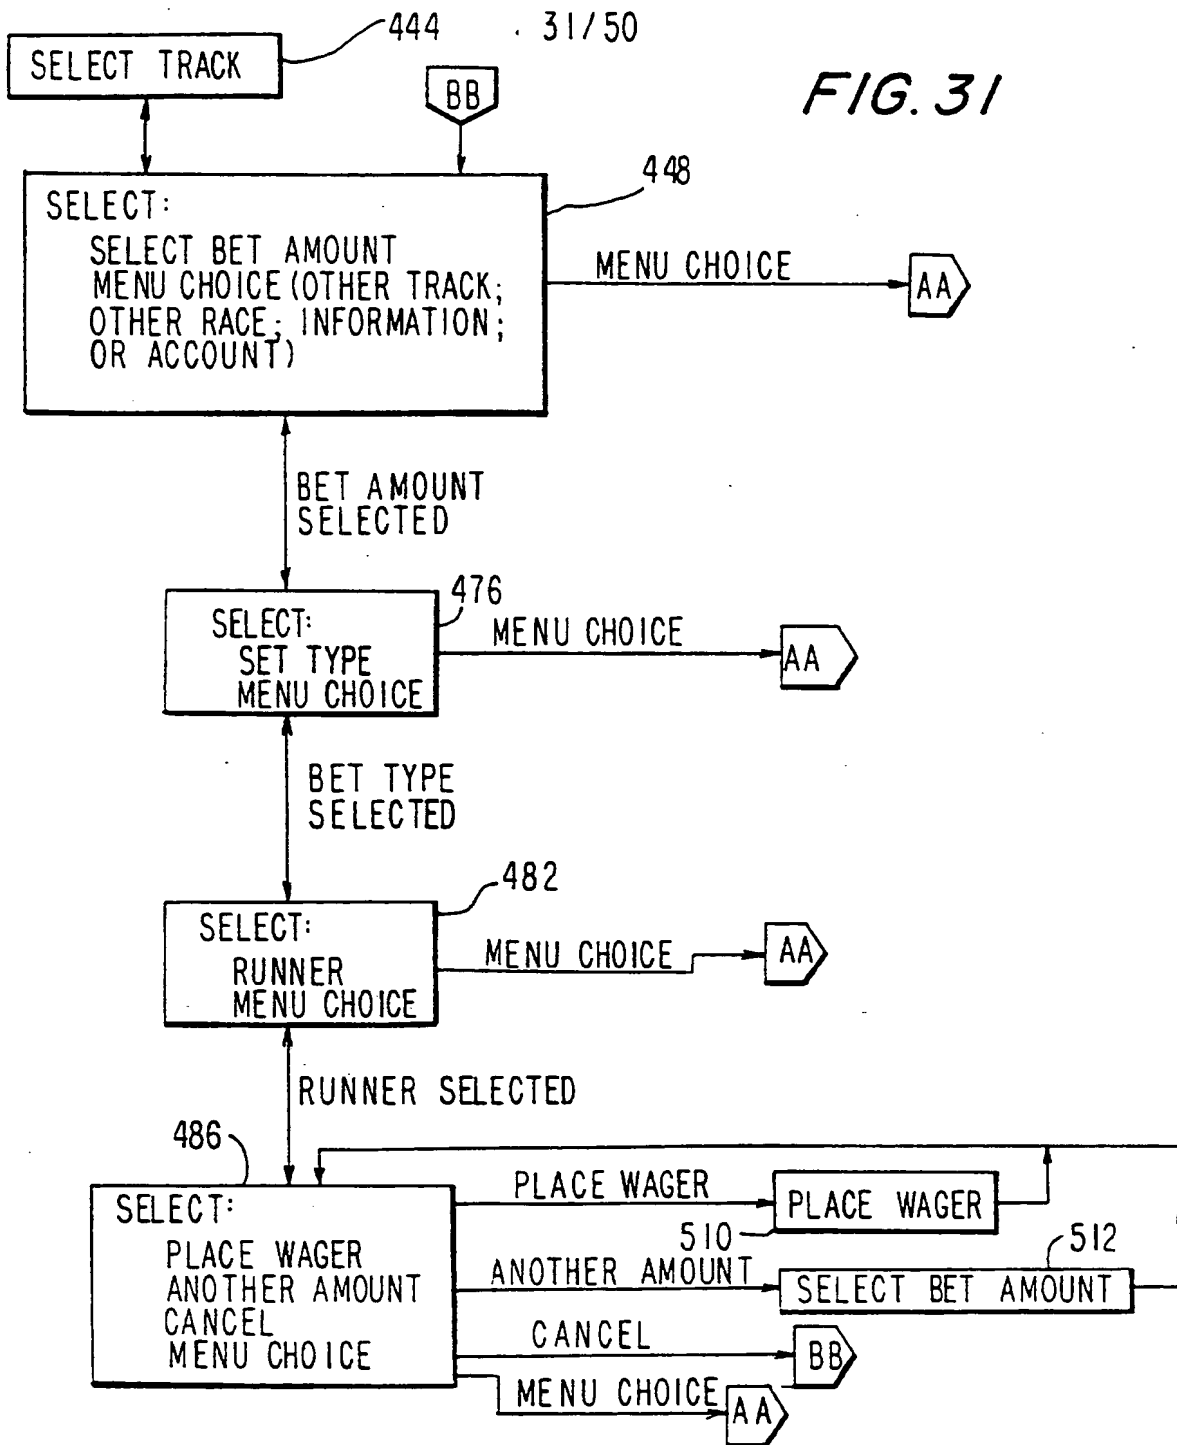 444
31/50
FIG. 31
SELECT TRACK
BB
448
SELECT:
SELECT BET AMOUNT
MENU CHOICE (OTHER TRACK;
OTHER RACE; INFORMATION;
OR ACCOUNT)
MENU CHOICE
AA
BET AMOUNT
SELECTED
476
SELECT:
SET TYPE
MENU CHOICE
MENU CHOICE
AA
BET TYPE
SELECTED
482
SELECT:
RUNNER
MENU CHOICE
MENU CHOICE
AA
RUNNER SELECTED
486
SELECT:
PLACE WAGER
ANOTHER AMOUNT
CANCEL
MENU CHOICE
PLACE WAGER
PLACE WAGER
510
ANOTHER AMOUNT
512
SELECT BET AMOUNT
CANCEL
BB
MENU CHOICE
AA